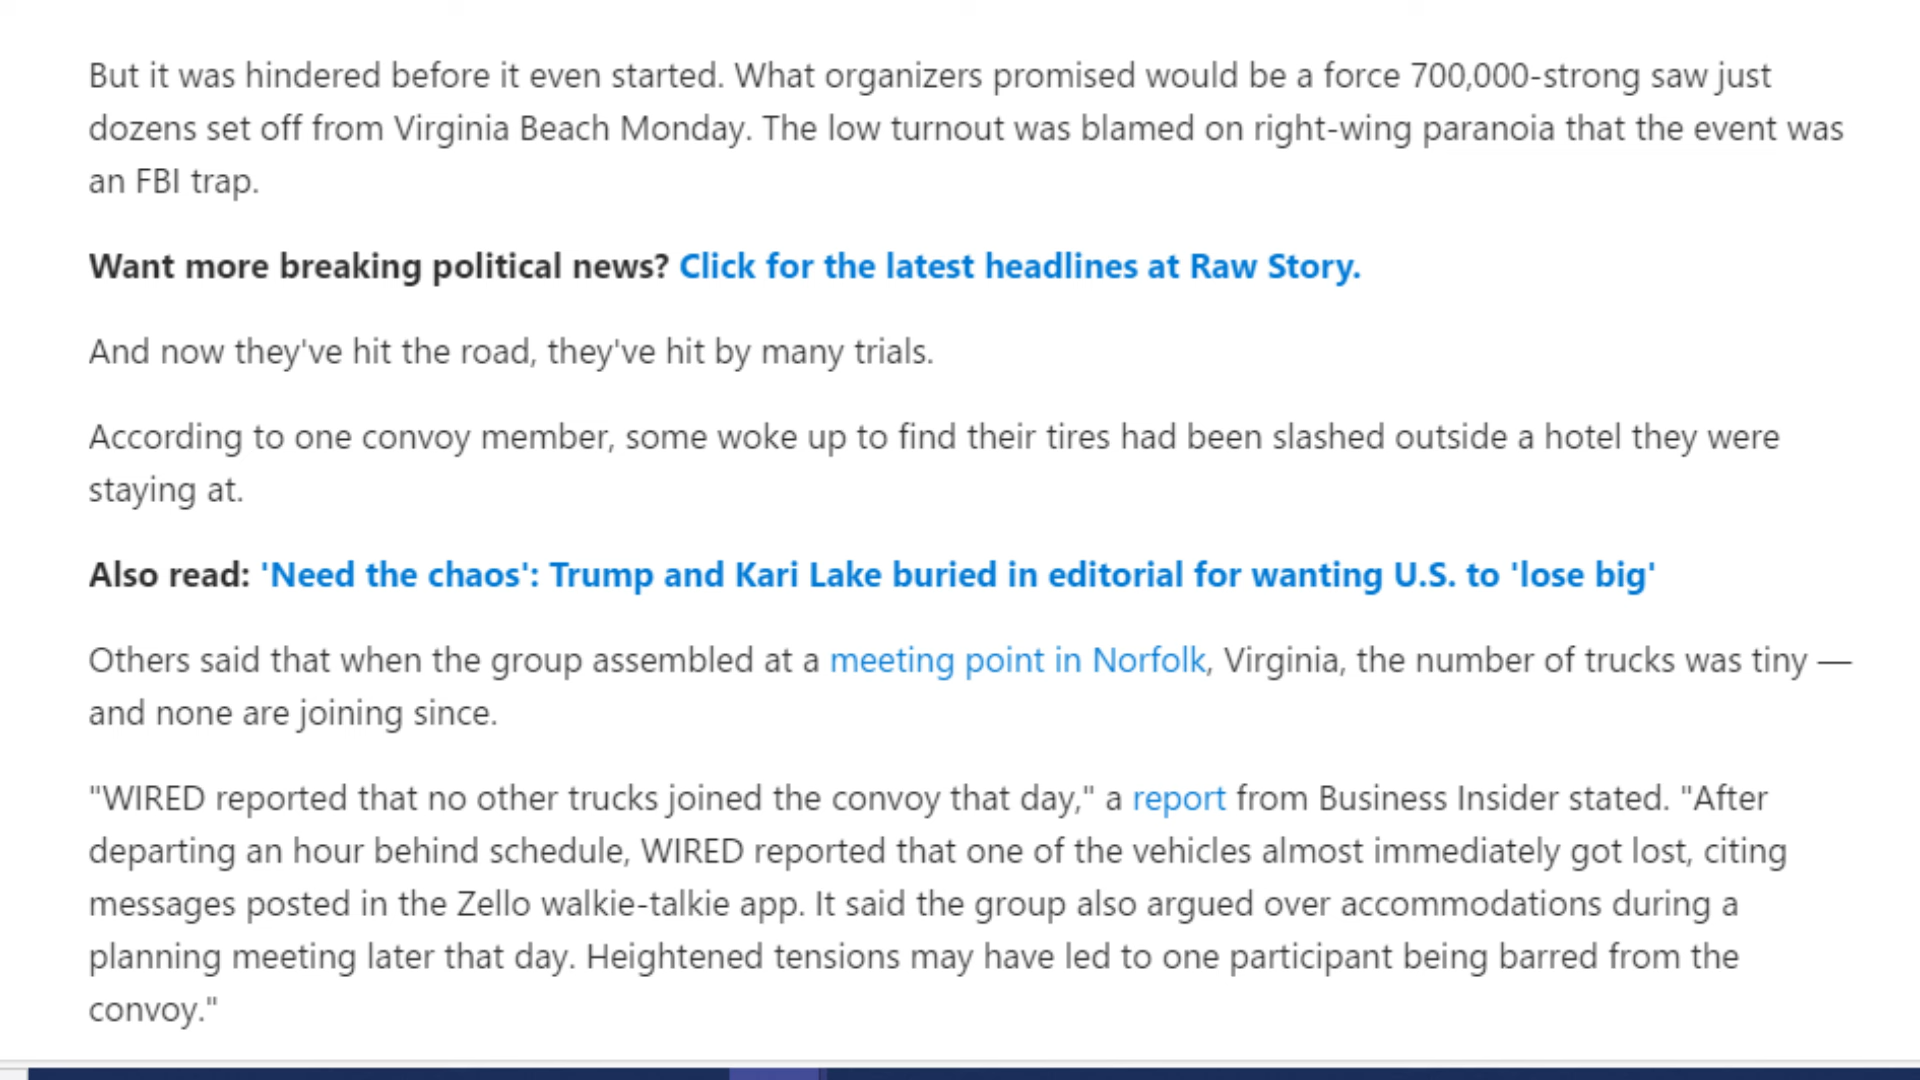 But it was hindered before it even started. What organizers promised would be a force 700,000-strong saw just
dozens set off from Virginia Beach Monday. The low turnout was blamed on right-wing paranoia that the event was
an FBI trap.
Want more breaking political news? Click for the latest headlines at Raw Story.
And now they've hit the road, they've hit by many trials.
According to one convoy member, some woke up to find their tires had been slashed outside a hotel they were
staying at.
Also read: 'Need the chaos': Trump and Kari Lake buried in editorial for wanting U.S. to 'lose big'
Others said that when the group assembled at a meeting point in Norfolk, Virginia, the number of trucks was tiny —
and none are joining since.
"WIRED reported that no other trucks joined the convoy that day," a report from Business Insider stated. "After
departing an hour behind schedule, WIRED reported that one of the vehicles almost immediately got lost, citing
messages posted in the Zello walkie-talkie app. It said the group also argued over accommodations during a
planning meeting later that day. Heightened tensions may have led to one participant being barred from the
convoy."